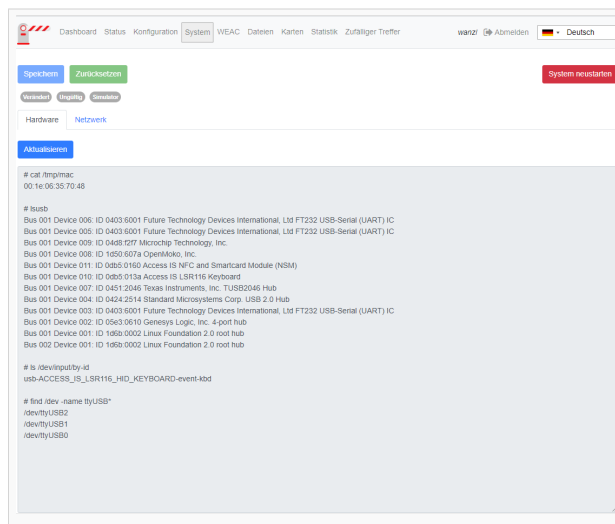 Dashboard Status Konfiguration System WEAC Dateien Karten Statistik Zufälliger Treffer wanzl Abmelden Deutsch
Speichern Zurücksetzen System neustarten
Verändert Ungültig Simulator
Hardware Netzwerk
Aktualisieren
# cat /tmp/mac
00:1e:06:35:70:48
# lsusb
Bus 001 Device 006: ID 0403:6001 Future Technology Devices International, Ltd FT232 USB-Serial (UART) IC
Bus 001 Device 005: ID 0403:6001 Future Technology Devices International, Ltd FT232 USB-Serial (UART) IC
Bus 001 Device 009: ID 04d8:f2f7 Microchip Technology, Inc.
Bus 001 Device 008: ID 1d50:607a OpenMoko, Inc.
Bus 001 Device 011: ID 0db5:0160 Access IS NFC and Smartcard Module (NSM)
Bus 001 Device 010: ID 0db5:013a Access IS LSR116 Keyboard
Bus 001 Device 007: ID 0451:2046 Texas Instruments, Inc. TUSB2046 Hub
Bus 001 Device 004: ID 0424:2514 Standard Microsystems Corp. USB 2.0 Hub
Bus 001 Device 003: ID 0403:6001 Future Technology Devices International, Ltd FT232 USB-Serial (UART) IC
Bus 001 Device 002: ID 05e3:0610 Genesys Logic, Inc. 4-port hub
Bus 001 Device 001: ID 1d6b:0002 Linux Foundation 2.0 root hub
Bus 002 Device 001: ID 1d6b:0002 Linux Foundation 2.0 root hub
# ls /dev/input/by-id
usb-ACCESS_IS_LSR116_HID_KEYBOARD-event-kbd
# find /dev -name ttyUSB*
/dev/ttyUSB2
/dev/ttyUSB1
/dev/ttyUSB0